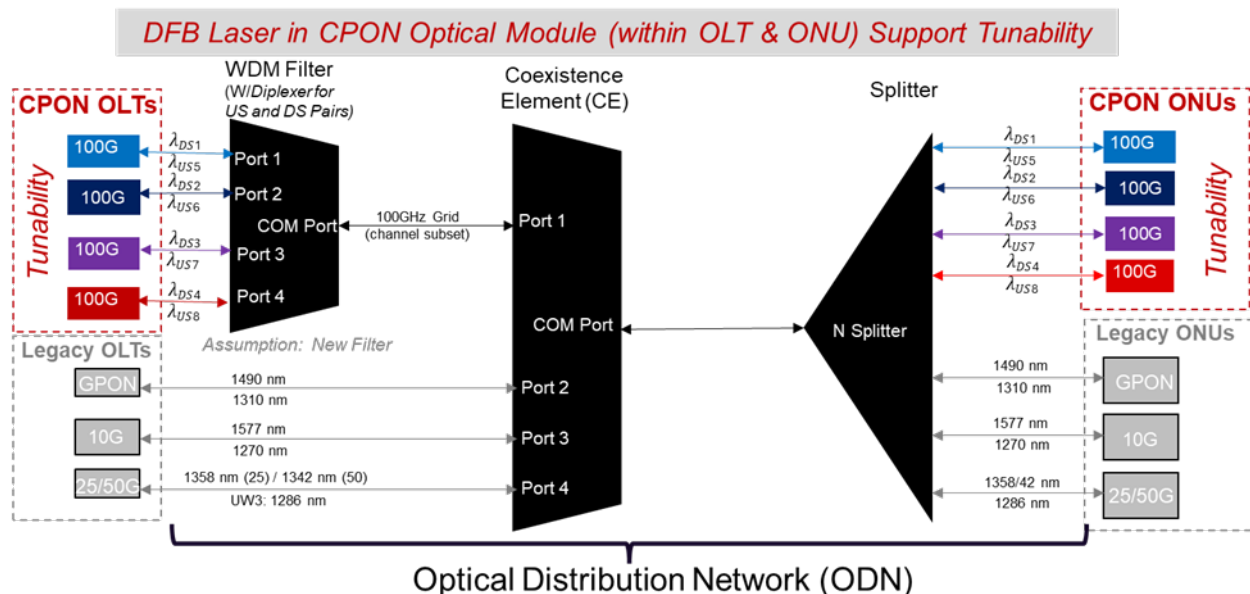 DFB Laser in CPON Optical Module (within OLT & ONU) Support Tunability
WDM Filter
(W/Diplexer for
US and DS Pairs)
Coexistence
Element (CE)
Splitter
CPON OLTs
Tunability
100G
100G
100G
100G
λDS1
λUS5
λDS2
λUS6
λDS3
λUS7
λDS4
λUS8
Port 1
Port 2
COM Port
Port 3
Port 4
Assumption: New Filter
100GHz Grid
(channel subset)
Port 1
COM Port
Port 2
Port 3
Port 4
N Splitter
λDS1
λUS5
λDS2
λUS6
λDS3
λUS7
λDS4
λUS8
CPON ONUs
100G
100G
100G
100G
Tunability
Legacy OLTs
GPON
10G
25/50G
1490 nm
1310 nm
1577 nm
1270 nm
1358 nm (25) / 1342 nm (50)
UW3: 1286 nm
1490 nm
1310 nm
1577 nm
1270 nm
1358/42 nm
1286 nm
Legacy ONUs
GPON
10G
25/50G
Optical Distribution Network (ODN)